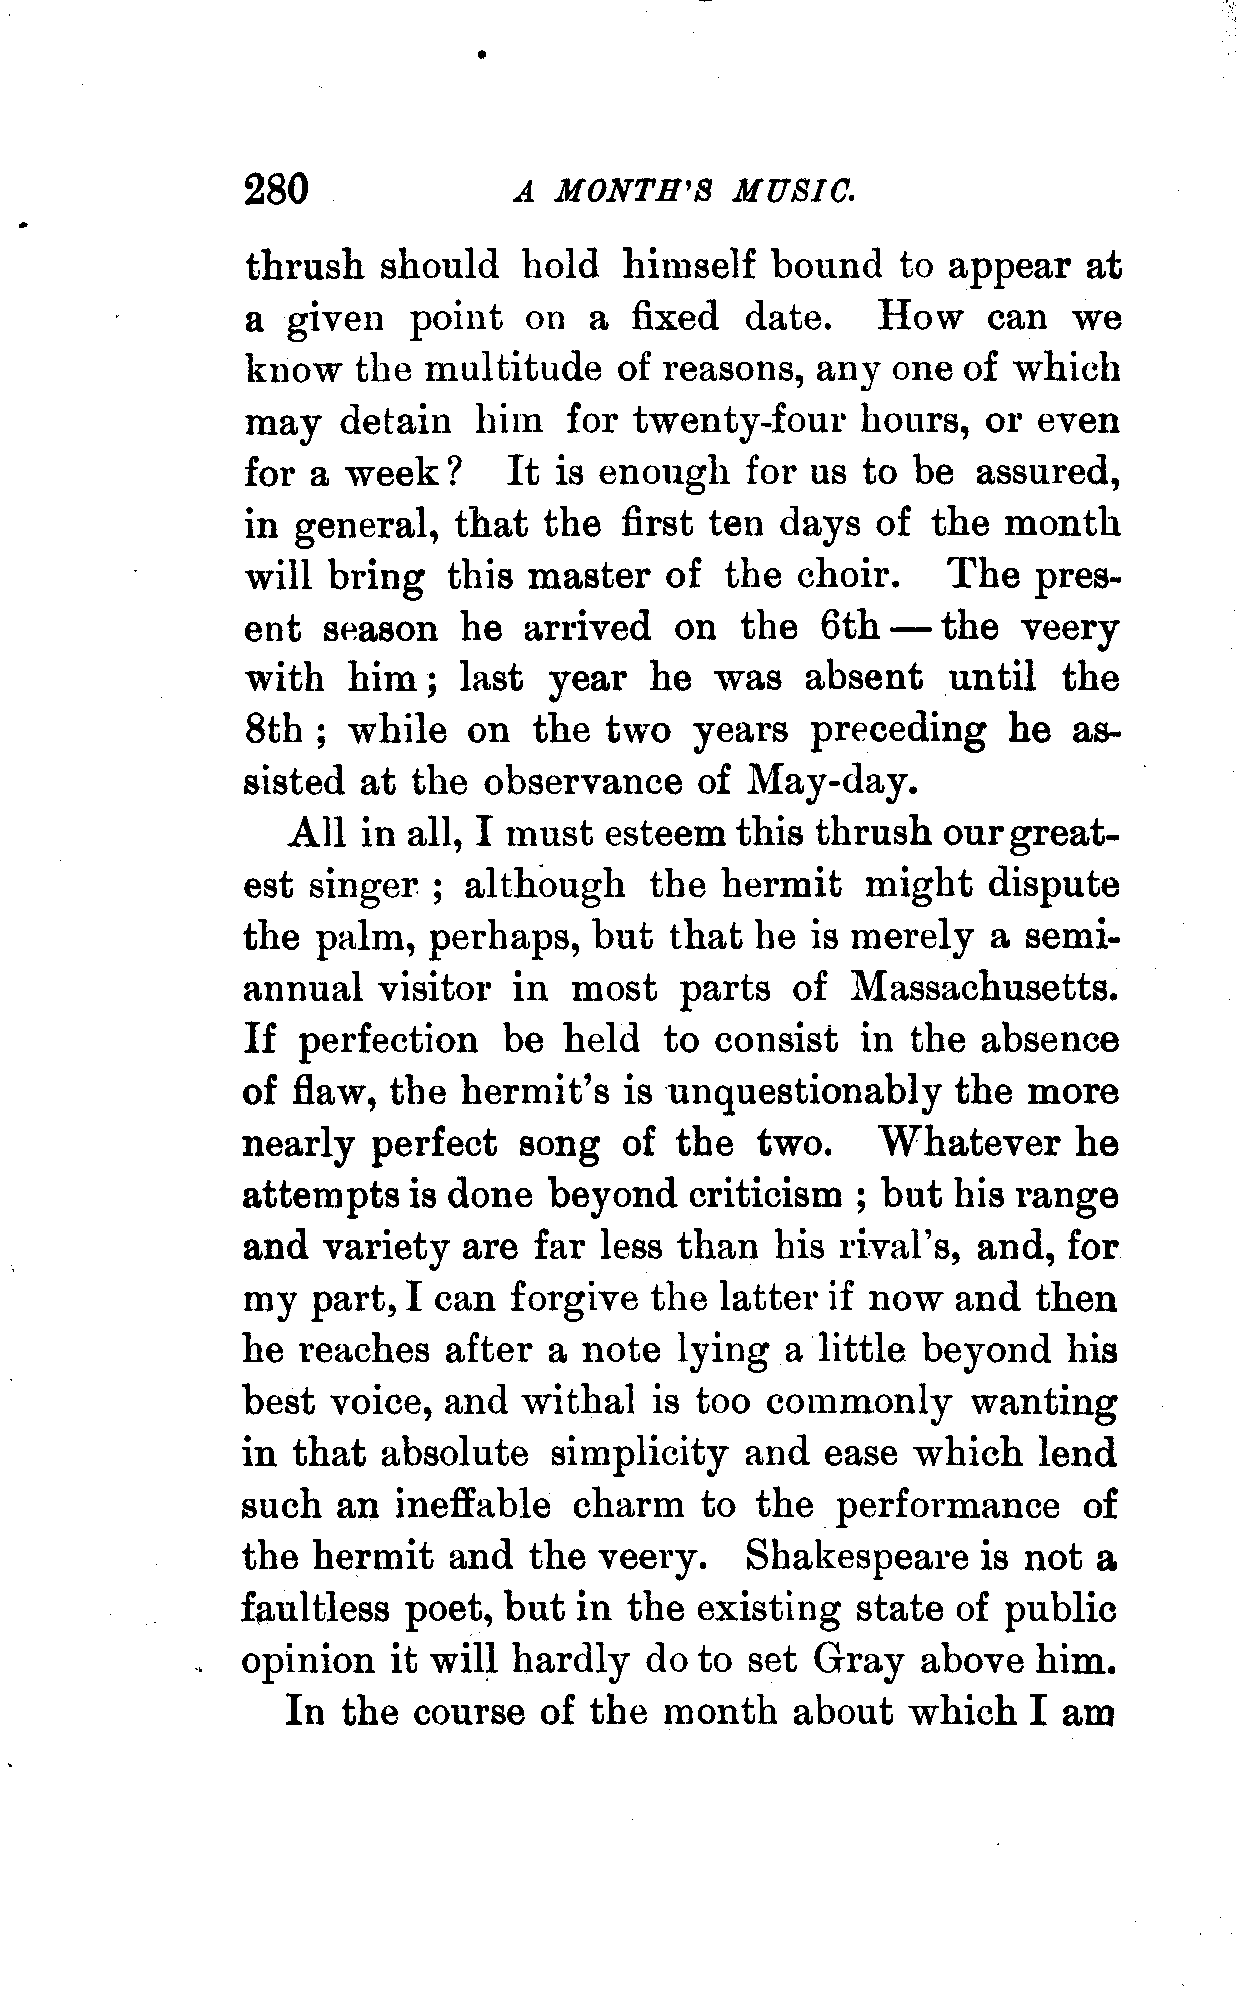 280 A MONTH'S MUSIC.
thrush should hold himself bound to appear at
a given point on a fixed date. How can we
know the multitude of reasons, any one of which
may detain him for twenty-four hours, or even
for a week? It is enough for us to be assured,
in general, that the first ten days of the month
will bring this master of the choir. The pres-
ent season he arrived on the 6th — the veery
with him; last year he was absent until the
8th; while on the two years preceding he as-
sisted at the observance of May-day.
All in all, I must esteem this thrush our great-
est singer; although the hermit might dispute
the palm, perhaps, but that he is merely a semi-
annual visitor in most parts of Massachusetts.
If perfection be held to consist in the absence
of flaw, the hermit's is unquestionably the more
nearly perfect song of the two. Whatever he
attempts is done beyond criticism; but his range
and variety are far less than his rival's, and, for
my part, I can forgive the latter if now and then
he reaches after a note lying a little beyond his
best voice, and withal is too commonly wanting
in that absolute simplicity and ease which lend
such an ineffable charm to the performance of
the hermit and the veery. Shakespeare is not a
faultless poet, but in the existing state of public
opinion it will hardly do to set Gray above him.
In the course of the month about which I am